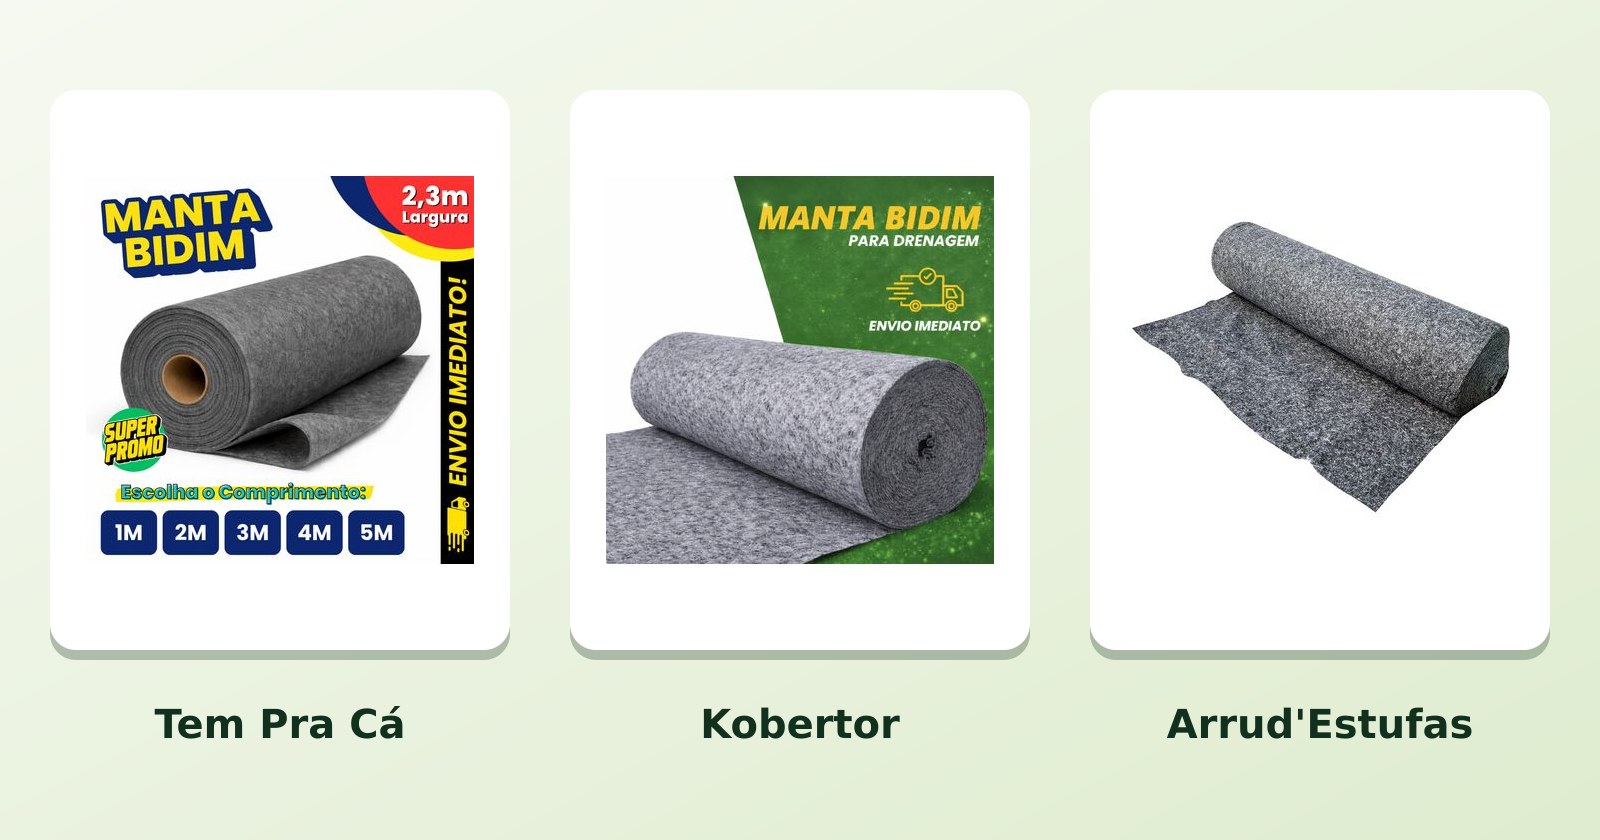 MANTA
BIDIM
2,3m
Largura
ENVIO IMEDIATO!
SUPER
PROMO
Escolha o Comprimento:
1M 2M 3M 4M 5M
MANTA BIDIM
PARA DRENAGEM
ENVIO IMEDIATO
Tem Pra Cá
Kobertor
Arrud'Estufas